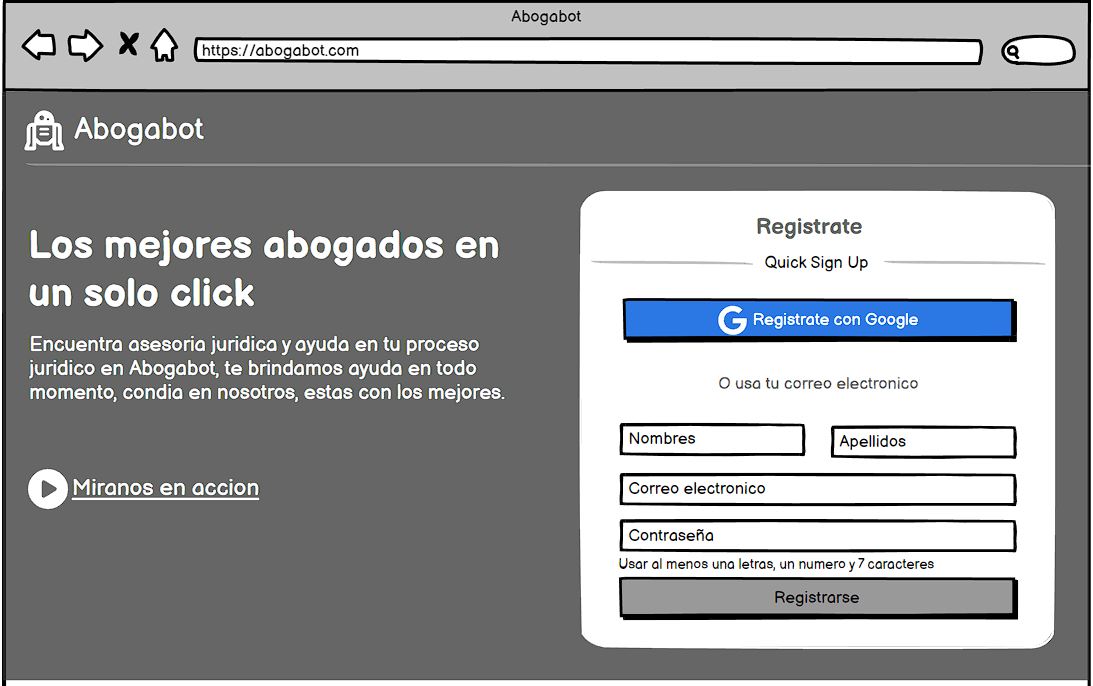 Abogabot
https://abogabot.com
Abogabot
Los mejores abogados en
un solo click
Encuentra asesoria juridica y ayuda en tu proceso
juridico en Abogabot, te brindamos ayuda en todo
momento, condia en nosotros, estas con los mejores.
Miranos en accion
Registrate
Quick Sign Up
G Registrate con Google
O usa tu correo electronico
Nombres
Apellidos
Correo electronico
Contraseña
Usar al menos una letras, un numero y 7 caracteres
Registrarse